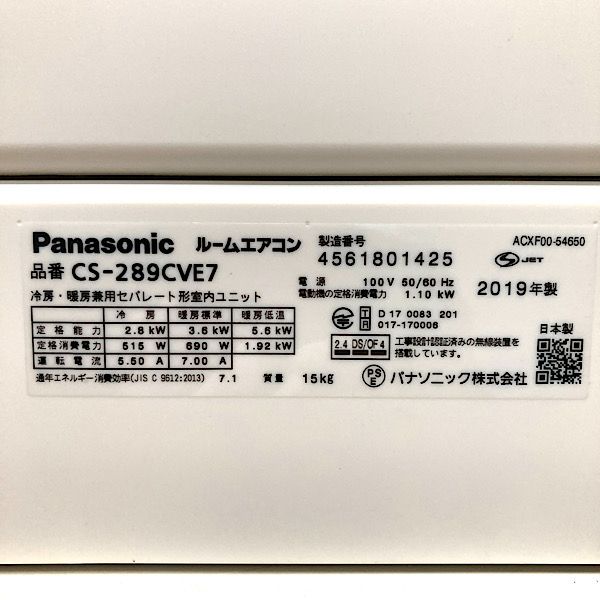 Panasonic ルームエアコン
品番 CS-289CVE7
冷房・暖房兼用セパレート形室内ユニット
冷房 暖房標準 暖房低温
定格能力 2.8 kW 3.6 kW 5.6 kW
定格消費電力 515 W 690 W 1.92 kW
運転電流 5.50 A 7.00 A
通年エネルギー消費効率(JIS C 9612:2013) 7.1 質量 15kg
製造番号
4561801425
電源 100V 50/60 Hz
電動機の定格消費電力 1.10 kW
T A R D 17 0083 201
017-170006
2.4 DS/OF4 工事設計認証済みの無線装置を
搭載しています。
PSE パナソニック株式会社
ACXF00-54650
S JET
2019年製
日本製